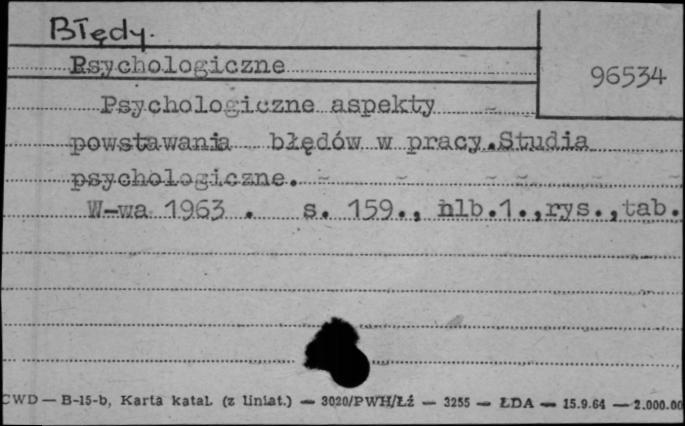 Błędy.
Psychologiczne
96534
Psychologiczne aspekty
powstawania błędów w pracy.Studia
psychologiczne.
W-wa 1963 . s. 159., nlb.1.,rys.,tab.
CWD — B-15-b, Karta katal. (z liniat.) — 3020/PWH/Łź — 3255 — ŁDA — 15.9.64 — 2.000.00